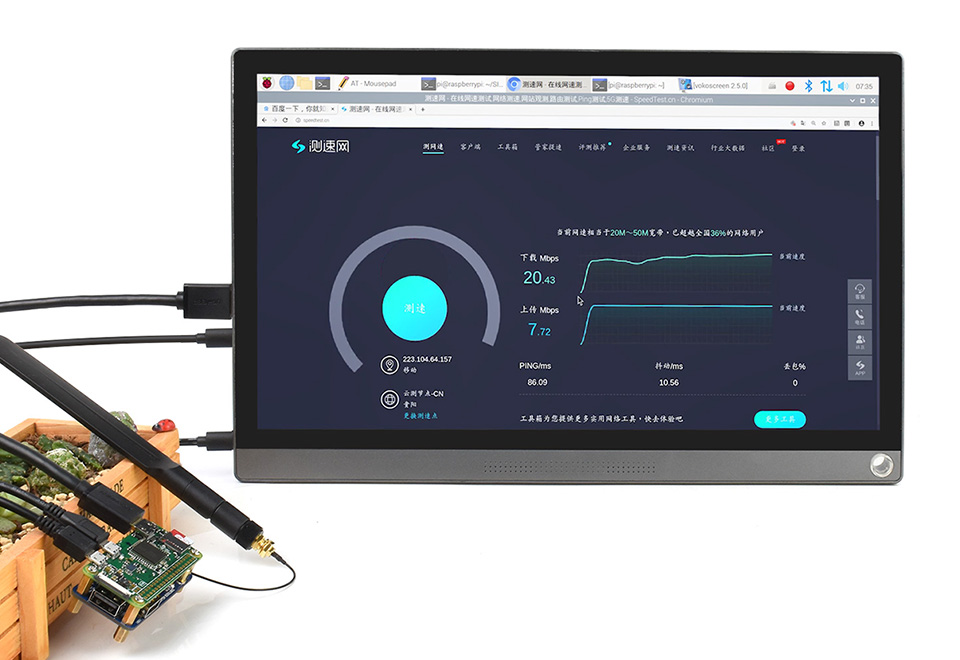 AT - Mousepad
pi@raspberrypi: ~/SI...
测速网 - 在线网速测...
[pi@raspberrypi: ~]
[vokoscreen 2.5.0]
07:35
测速网 - 在线网速测试,网络测速,网站观测,路由测试,Ping测试,5G测速 - SpeedTest.cn - Chromium
百度一下，你就知
测速网 - 在线网速测
speedtest.cn
测速网
测网速
客户端
工具箱
管家提速
评测推荐
企业服务
测速资讯
行业大数据
社区
登录
当前网速相当于20M～50M宽带，已超越全国36%的网络用户
下载 Mbps
20.43
当前速度
上传 Mbps
7.72
当前速度
测速
客服
电话
APP
223.104.64.157
移动
PING/ms
抖动/ms
丢包%
86.09
10.56
0
云测节点-CN
贵阳
更换测速点
工具箱为您提供更多实用网络工具，快去体验吧
更多工具